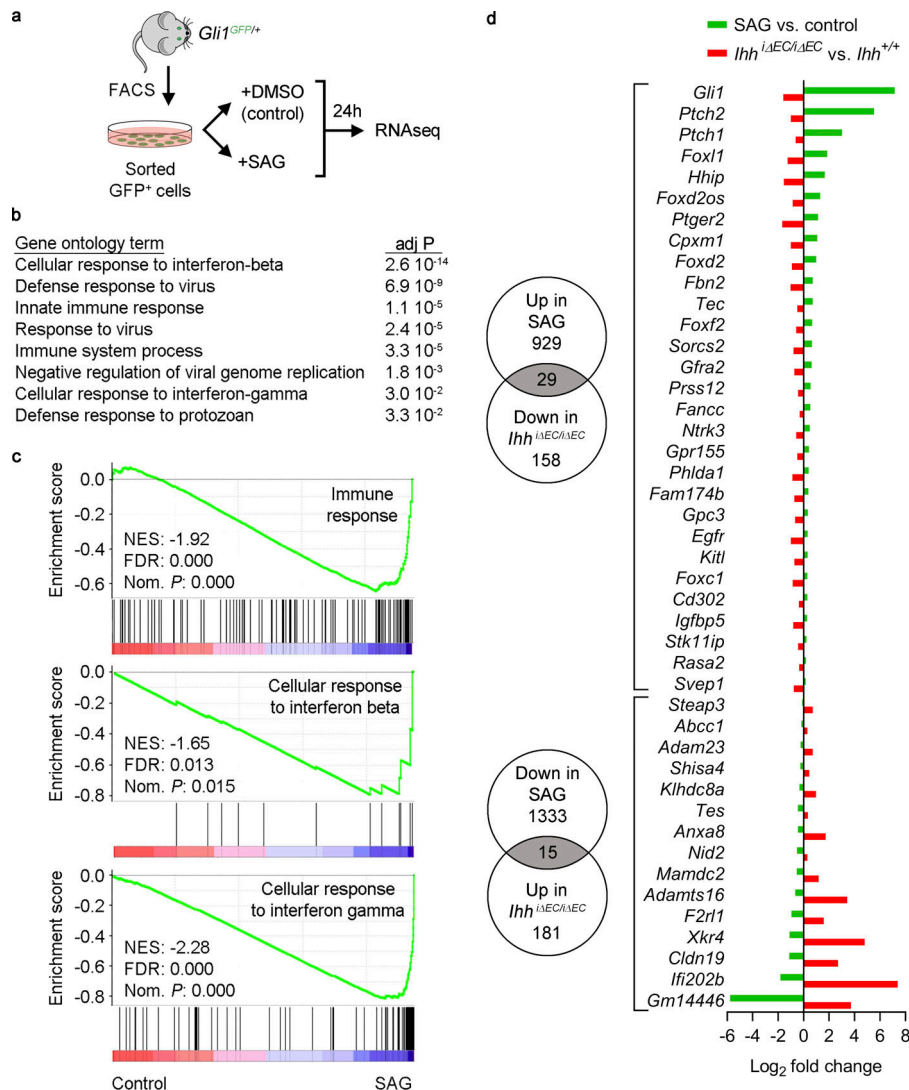 a
Gli1^GFP/+
FACS
+DMSO
(control)
+SAG
24h
RNAseq
Sorted
GFP+ cells
b
Gene ontology term adj P
Cellular response to interferon-beta 2.6 10^-14
Defense response to virus 6.9 10^-9
Innate immune response 1.1 10^-5
Response to virus 2.4 10^-5
Immune system process 3.3 10^-5
Negative regulation of viral genome replication 1.8 10^-3
Cellular response to interferon-gamma 3.0 10^-2
Defense response to protozoan 3.3 10^-2
c
Enrichment score
0.0
-0.2
-0.4
-0.6
Immune
response
NES: -1.92
FDR: 0.000
Nom. P: 0.000
Enrichment score
0.0
-0.2
-0.4
-0.6
-0.8
Cellular response
to interferon beta
NES: -1.65
FDR: 0.013
Nom. P: 0.015
Enrichment score
0.0
-0.2
-0.4
-0.6
-0.8
Cellular response
to interferon gamma
NES: -2.28
FDR: 0.000
Nom. P: 0.000
Control SAG
d
SAG vs. control
Ihh^iΔEC/iΔEC vs. Ihh^+/+
Up in
SAG
929
29
Down in
Ihh^iΔEC/iΔEC
158
Down in
SAG
1333
15
Up in
Ihh^iΔEC/iΔEC
181
Gli1
Ptch2
Ptch1
Foxl1
Hhip
Foxd2os
Ptger2
Cpxm1
Foxd2
Fbn2
Tec
Foxf2
Sorcs2
Gfra2
Prss12
Fancc
Ntrk3
Gpr155
Phlda1
Fam174b
Gpc3
Egfr
Kitl
Foxc1
Cd302
Igfbp5
Stk11ip
Rasa2
Svep1
Steap3
Abcc1
Adam23
Shisa4
Klhdc8a
Tes
Anxa8
Nid2
Mamdc2
Adamts16
F2rl1
Xkr4
Cldn19
Ifi202b
Gm14446
-6 -4 -2 0 2 4 6 8
Log2 fold change